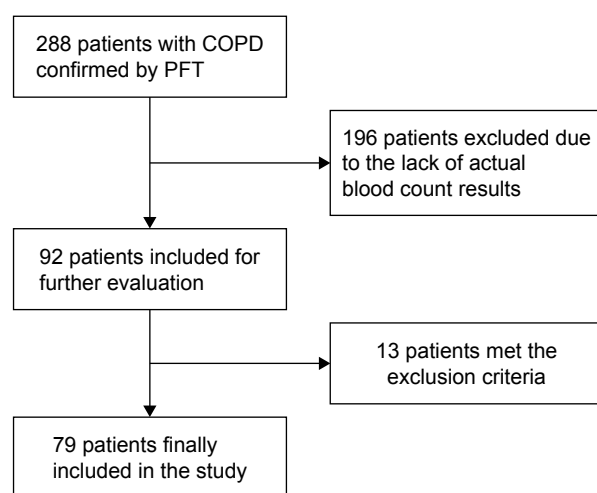 288 patients with COPD
confirmed by PFT
196 patients excluded due
to the lack of actual
blood count results
92 patients included for
further evaluation
13 patients met the
exclusion criteria
79 patients finally
included in the study